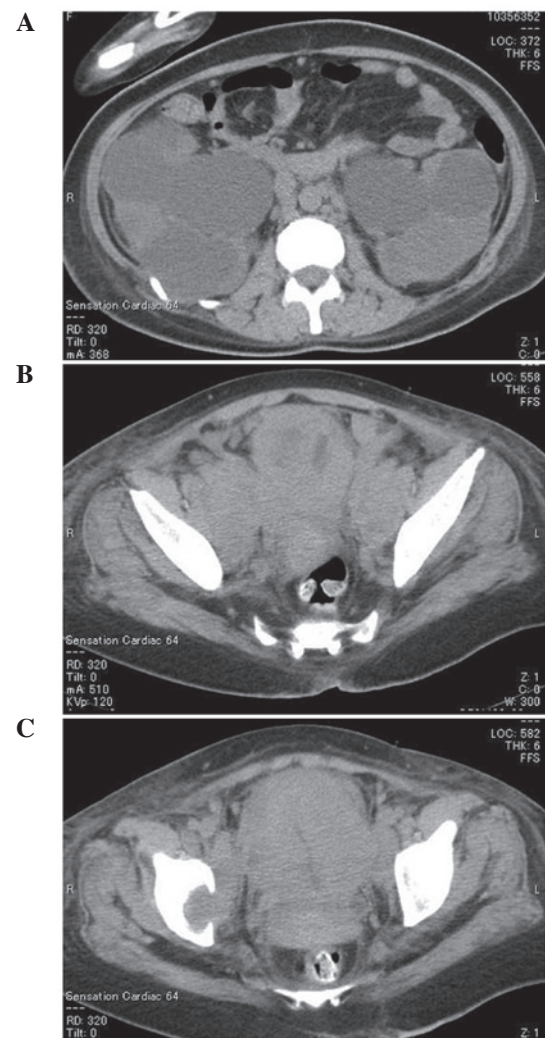 A
F
10356352
LOC: 372
THK: 6
FFS
R
L
Sensation Cardiac 64
RD: 320
Tilt: 0
mA: 368
Z: 1
C: 0
B
LOC: 558
THK: 6
FFS
R
L
Sensation Cardiac 64
RD: 320
Tilt: 0
mA: 510
KVp: 120
Z: 1
C: 0
W: 300
C
LOC: 582
THK: 6
FFS
R
L
Sensation Cardiac 64
RD: 320
Tilt: 0
Z: 1